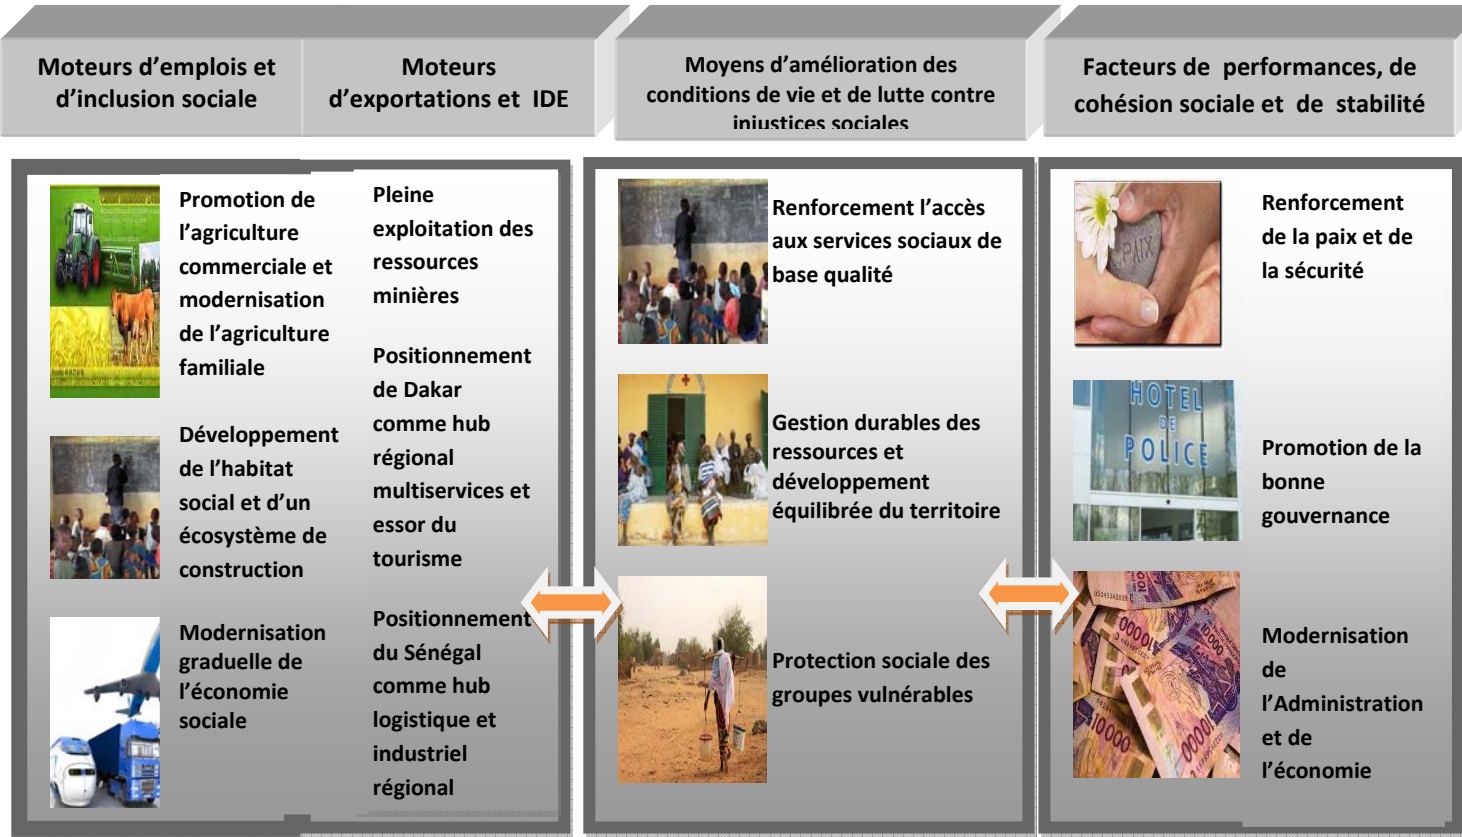 Moteurs d’emplois et
d’inclusion sociale
Moteurs
d’exportations et IDE
Moyens d’amélioration des
conditions de vie et de lutte contre
injustices sociales
Facteurs de performances, de
cohésion sociale et de stabilité
Promotion de
l’agriculture
commerciale et
modernisation
de l’agriculture
familiale
Développement
de l’habitat
social et d’un
écosystème de
construction
Modernisation
graduelle de
l’économie
sociale
Pleine
exploitation des
ressources
minières
Positionnement
de Dakar
comme hub
régional
multiservices et
essor du
tourisme
Positionnement
du Sénégal
comme hub
logistique et
industriel
régional
Renforcement l’accès
aux services sociaux de
base qualité
Gestion durables des
ressources et
développement
équilibrée du territoire
Protection sociale des
groupes vulnérables
PAIX
HOTEL
DE
POLICE
10000
10000
10000
Renforcement
de la paix et de
la sécurité
Promotion de la
bonne
gouvernance
Modernisation
de
l’Administration
et de
l’économie